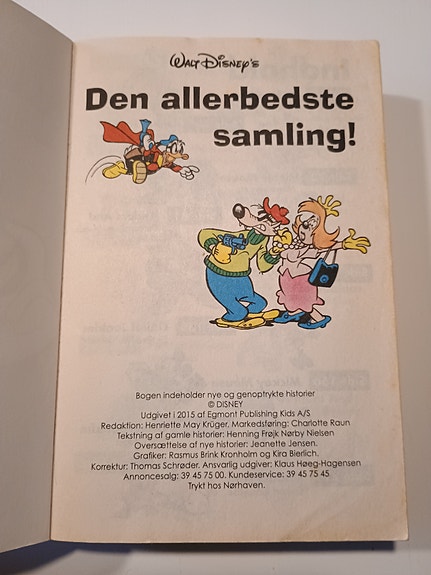 Walt Disney's
Den allerbedste
samling!
Bogen indeholder nye og genoptrykte historier
© DISNEY
Udgivet i 2015 af Egmont Publishing Kids A/S
Redaktion: Henriette May Krüger, Markedsføring: Charlotte Raun
Tekstning af gamle historier: Henning Frøjk Nørby Nielsen
Oversættelse af nye historier: Jeanette Jensen.
Grafiker: Rasmus Brink Kronholm og Kira Bierlich.
Korrektur: Thomas Schrøder. Ansvarlig udgiver: Klaus Høeg-Hagensen
Annoncesalg: 39 45 75 00. Kundeservice: 39 45 75 45
Trykt hos Nørhaven.